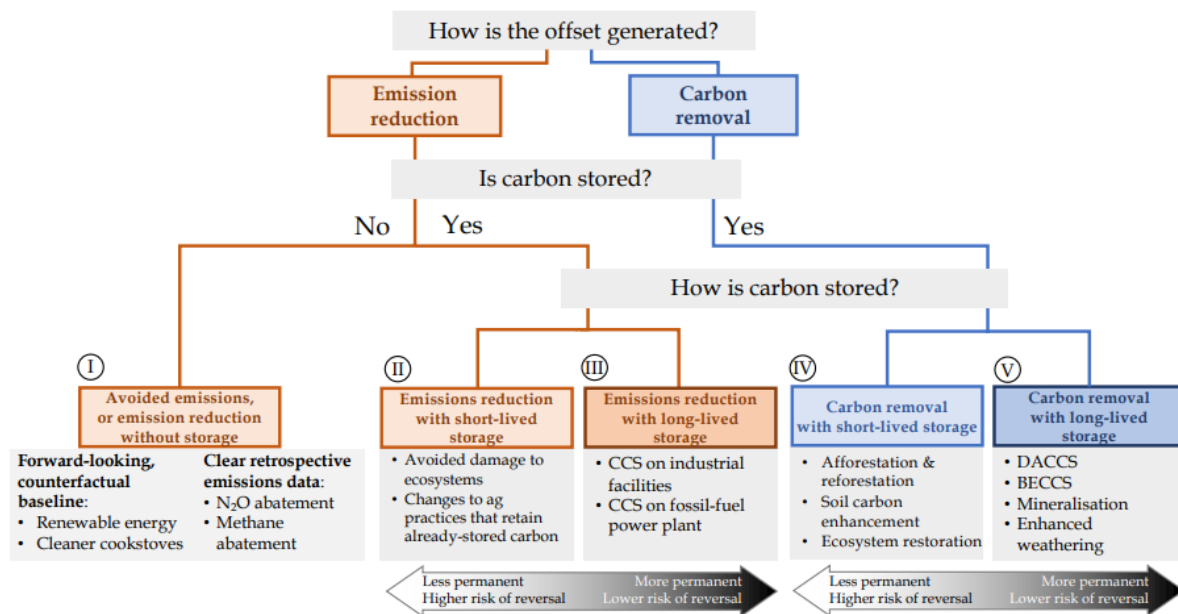 How is the offset generated?
Emission
reduction
Carbon
removal
Is carbon stored?
No
Yes
Yes
How is carbon stored?
I
Avoided emissions,
or emission reduction
without storage
Forward-looking,
counterfactual
baseline:
• Renewable energy
• Cleaner cookstoves
Clear retrospective
emissions data:
• N₂O abatement
• Methane
abatement
II
Emissions reduction
with short-lived
storage
• Avoided damage to
ecosystems
• Changes to ag
practices that retain
already-stored carbon
III
Emissions reduction
with long-lived
storage
• CCS on industrial
facilities
• CCS on fossil-fuel
power plant
IV
Carbon removal
with short-lived storage
• Afforestation &
reforestation
• Soil carbon
enhancement
• Ecosystem restoration
V
Carbon removal
with long-lived
storage
• DACCS
• BECCS
• Mineralisation
• Enhanced
weathering
Less permanent
Higher risk of reversal
More permanent
Lower risk of reversal
Less permanent
Higher risk of reversal
More permanent
Lower risk of reversal